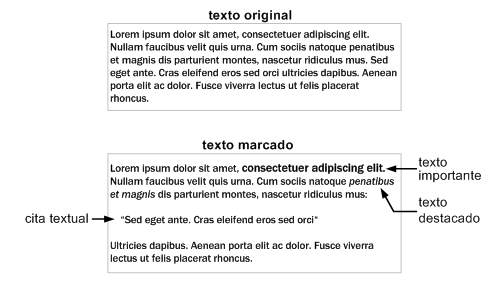 texto original
Lorem ipsum dolor sit amet, consectetuer adipiscing elit.
Nullam faucibus velit quis urna. Cum sociis natoque penatibus
et magnis dis parturient montes, nascetur ridiculus mus. Sed
eget ante. Cras eleifend eros sed orci ultricies dapibus. Aenean
porta elit ac dolor. Fusce viverra lectus ut felis placerat
rhoncus.
texto marcado
Lorem ipsum dolor sit amet, consectetuer adipiscing elit.
Nullam faucibus velit quis urna. Cum sociis natoque penatibus
et magnis dis parturient montes, nascetur ridiculus mus:
texto
importante
texto
destacado
cita textual
"Sed eget ante. Cras eleifend eros sed orci"
Ultricies dapibus. Aenean porta elit ac dolor. Fusce viverra
lectus ut felis placerat rhoncus.